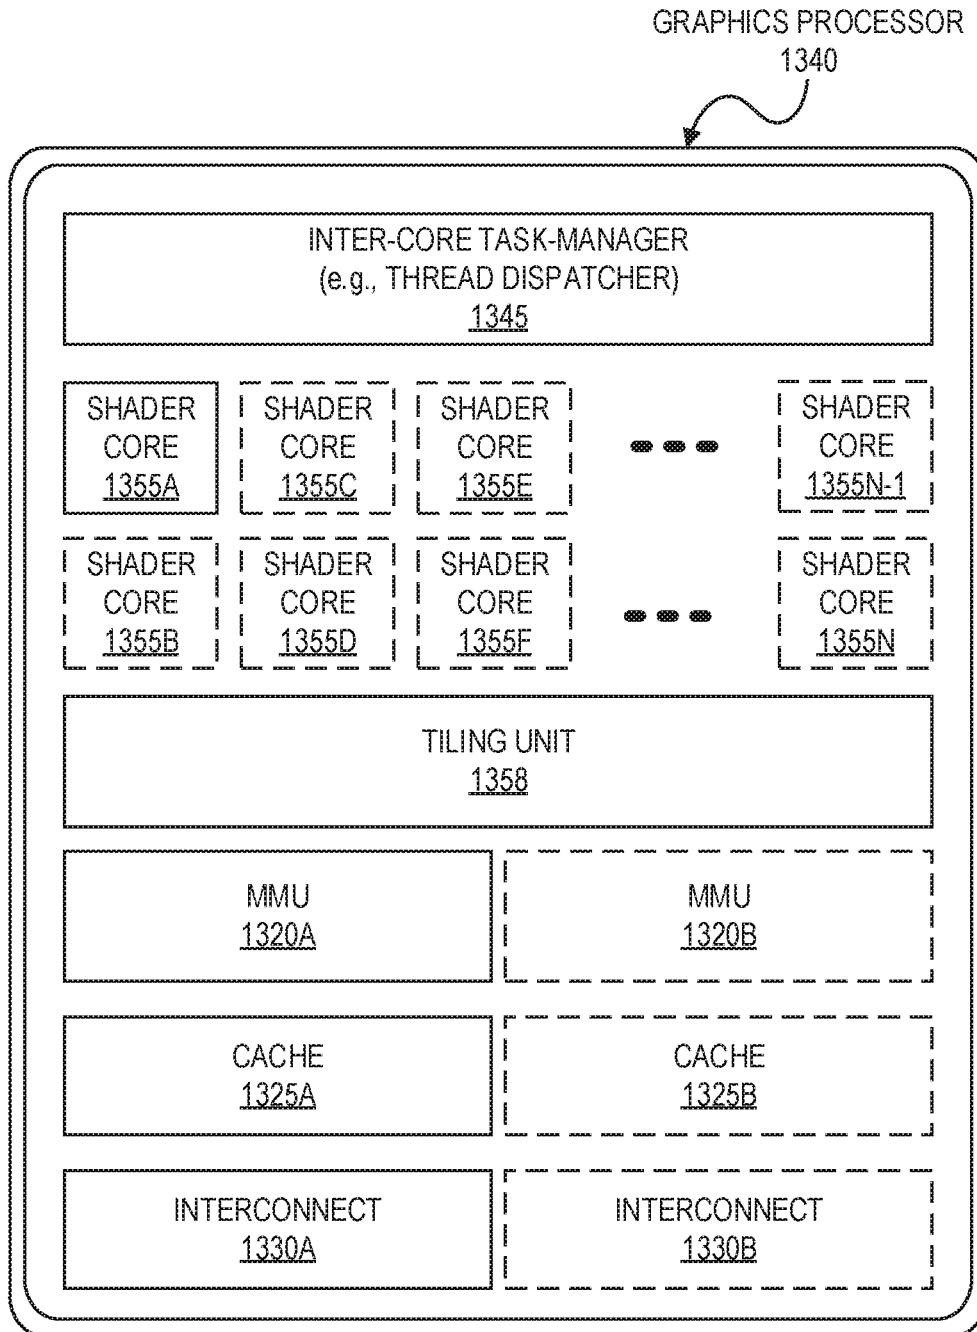 GRAPHICS PROCESSOR
1340
INTER-CORE TASK-MANAGER
(e.g., THREAD DISPATCHER)
1345
SHADER
CORE
1355A
SHADER
CORE
1355C
SHADER
CORE
1355E
SHADER
CORE
1355N-1
SHADER
CORE
1355B
SHADER
CORE
1355D
SHADER
CORE
1355F
SHADER
CORE
1355N
TILING UNIT
1358
MMU
1320A
MMU
1320B
CACHE
1325A
CACHE
1325B
INTERCONNECT
1330A
INTERCONNECT
1330B